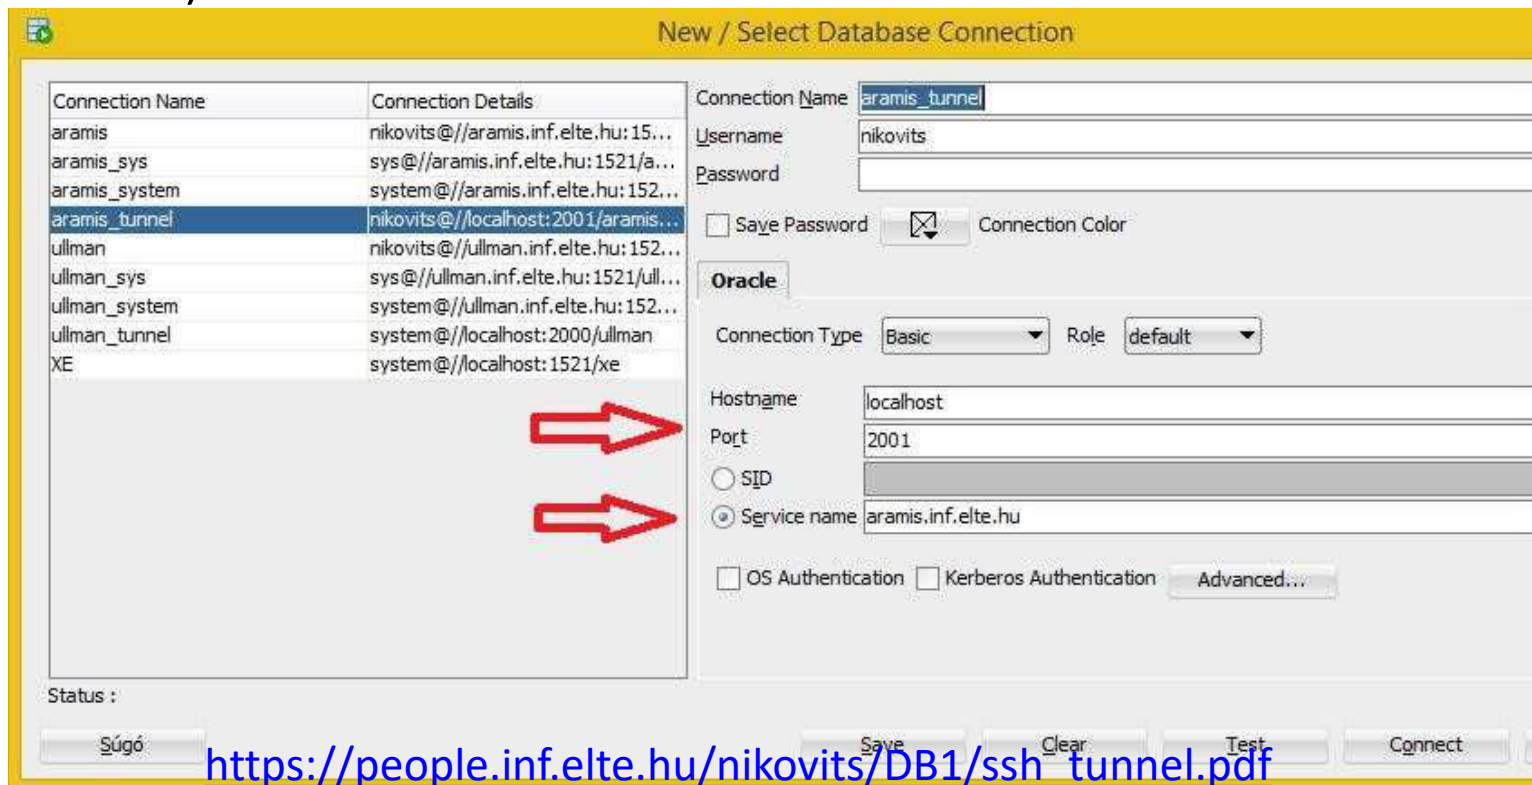 New / Select Database Connection
Connection Name Connection Details
aramis nikovits@//aramis.inf.elte.hu:15...
aramis_sys sys@//aramis.inf.elte.hu:1521/a...
aramis_system system@//aramis.inf.elte.hu:152...
aramis_tunnel nikovits@//localhost:2001/aramis...
ullman nikovits@//ullman.inf.elte.hu:152...
ullman_sys sys@//ullman.inf.elte.hu:1521/ull...
ullman_system system@//ullman.inf.elte.hu:152...
ullman_tunnel system@//localhost:2000/ullman
XE system@//localhost:1521/xe
Connection Name aramis_tunnel
Username nikovits
Password
Save Password Connection Color
Oracle
Connection Type Basic Role default
Hostname localhost
Port 2001
SID
Service name aramis.inf.elte.hu
OS Authentication Kerberos Authentication Advanced...
Status :
Súgó Save Clear Test Connect
https://people.inf.elte.hu/nikovits/DB1/ssh_tunnel.pdf